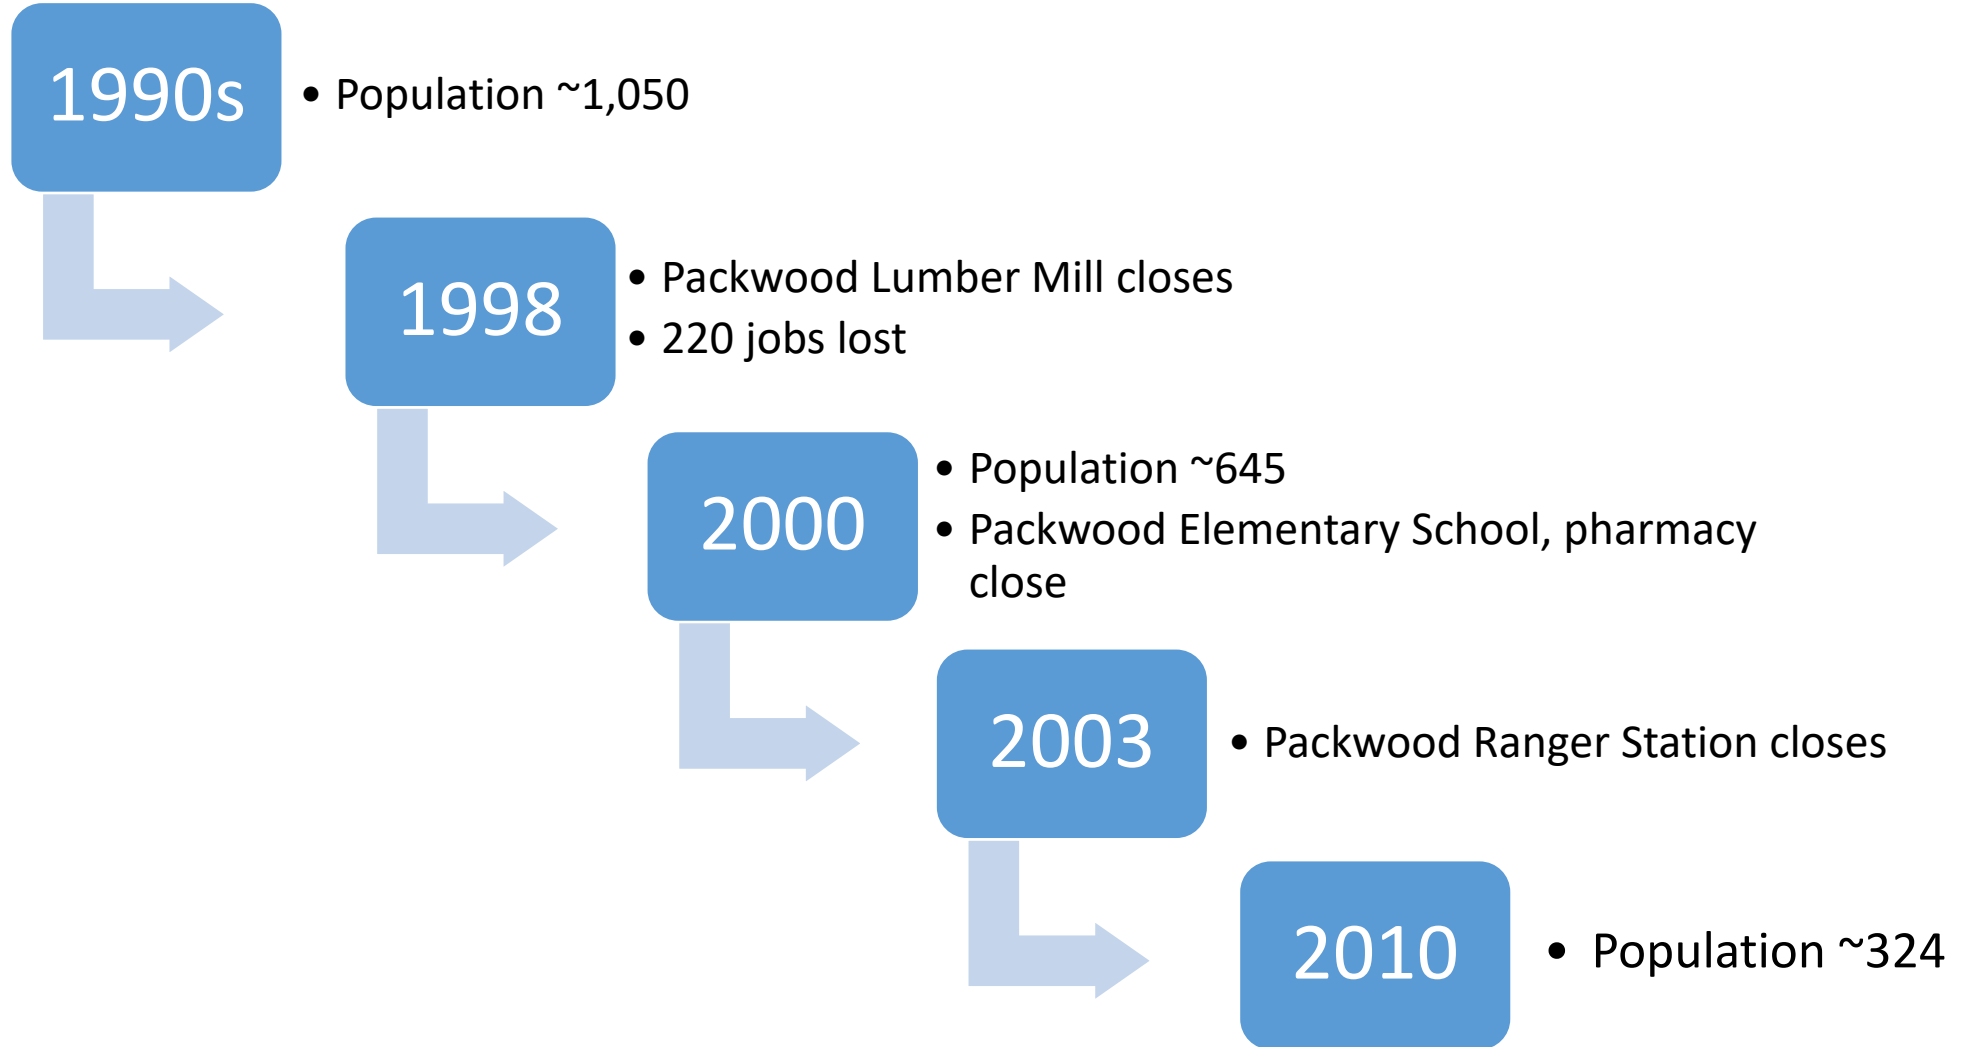 1990s
• Population ~1,050
1998
• Packwood Lumber Mill closes
• 220 jobs lost
2000
• Population ~645
• Packwood Elementary School, pharmacy
close
2003
• Packwood Ranger Station closes
2010
• Population ~324